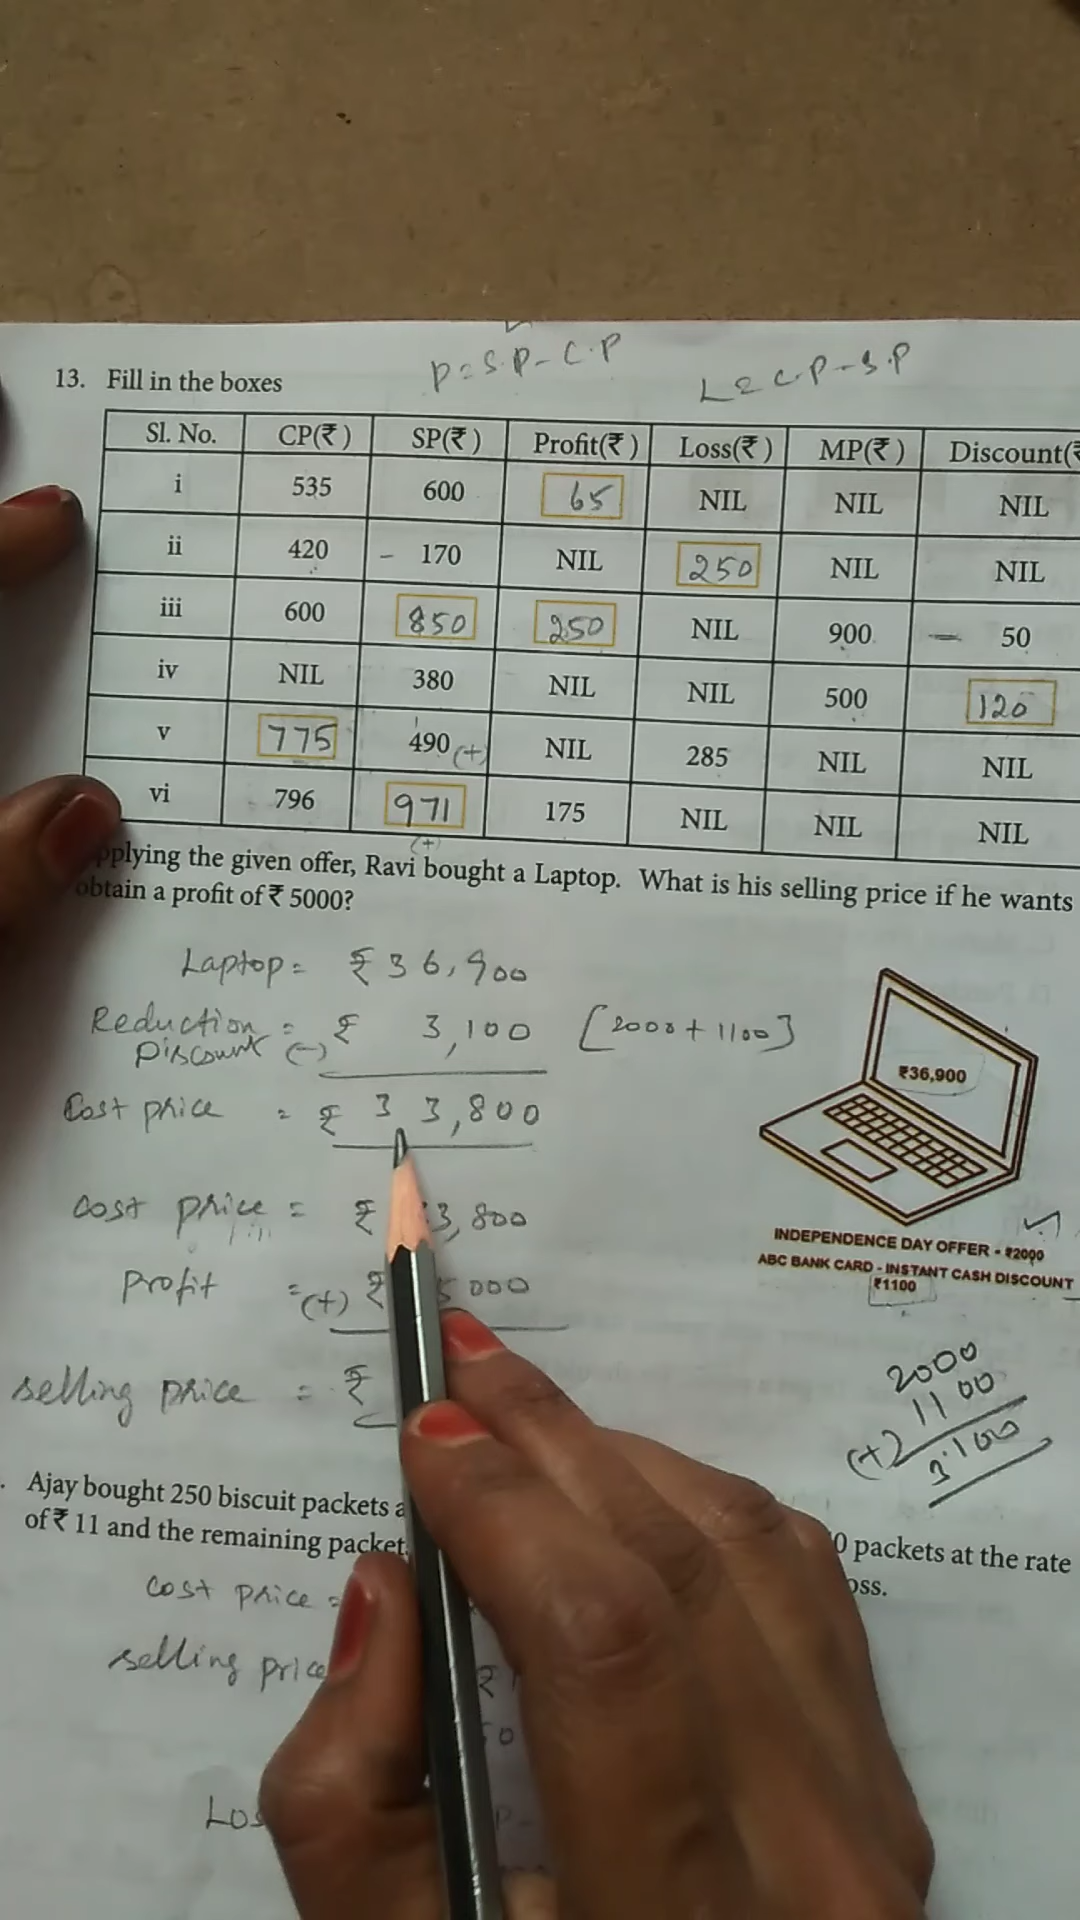 P=S.P-C.P
L=C.P-S.P
13. Fill in the boxes
Sl. No. CP(₹) SP(₹) Profit(₹) Loss(₹) MP(₹) Discount(₹
i 535 600 65 NIL NIL NIL
ii 420 - 170 NIL 250 NIL NIL
iii 600 850 250 NIL 900 - 50
iv NIL 380 NIL NIL 500 120
v 775 490 (+) NIL 285 NIL NIL
vi 796 971 175 NIL NIL NIL
(+)
pplying the given offer, Ravi bought a Laptop. What is his selling price if he wants
obtain a profit of ₹ 5000?
Laptop = ₹ 36,900
Reduction = ₹ 3,100 [2000 + 1100]
Discount (-)
Cost price = ₹ 33,800
Cost price = ₹ 3,800
Profit = (+) ₹ 5000
selling price = ₹
₹36,900
INDEPENDENCE DAY OFFER - ₹2000
ABC BANK CARD - INSTANT CASH DISCOUNT
₹1100
2000
1100
(+)
3100
Ajay bought 250 biscuit packets
of ₹ 11 and the remaining packet
0 packets at the rate
oss.
Cost price =
selling price
₹
0
Los
P-